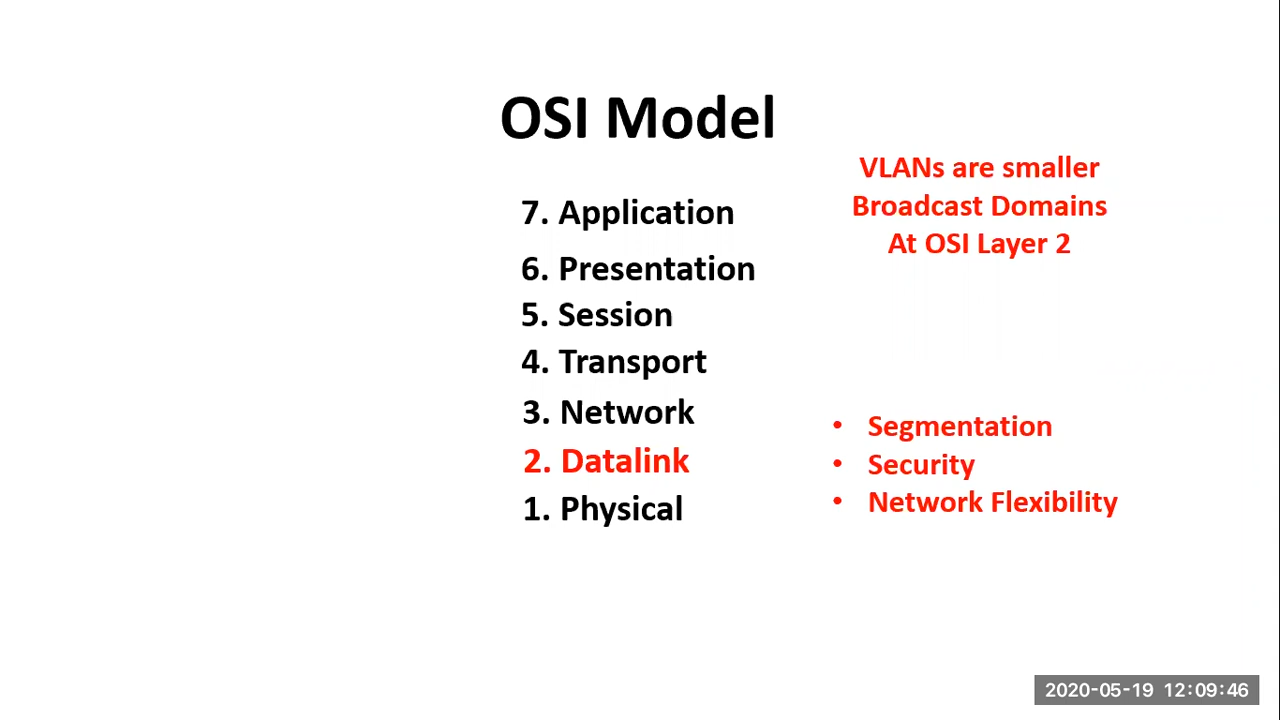 OSI Model
VLANs are smaller
Broadcast Domains
At OSI Layer 2
7. Application
6. Presentation
5. Session
4. Transport
3. Network
2. Datalink
1. Physical
• Segmentation
• Security
• Network Flexibility
2020-05-19 12:09:46